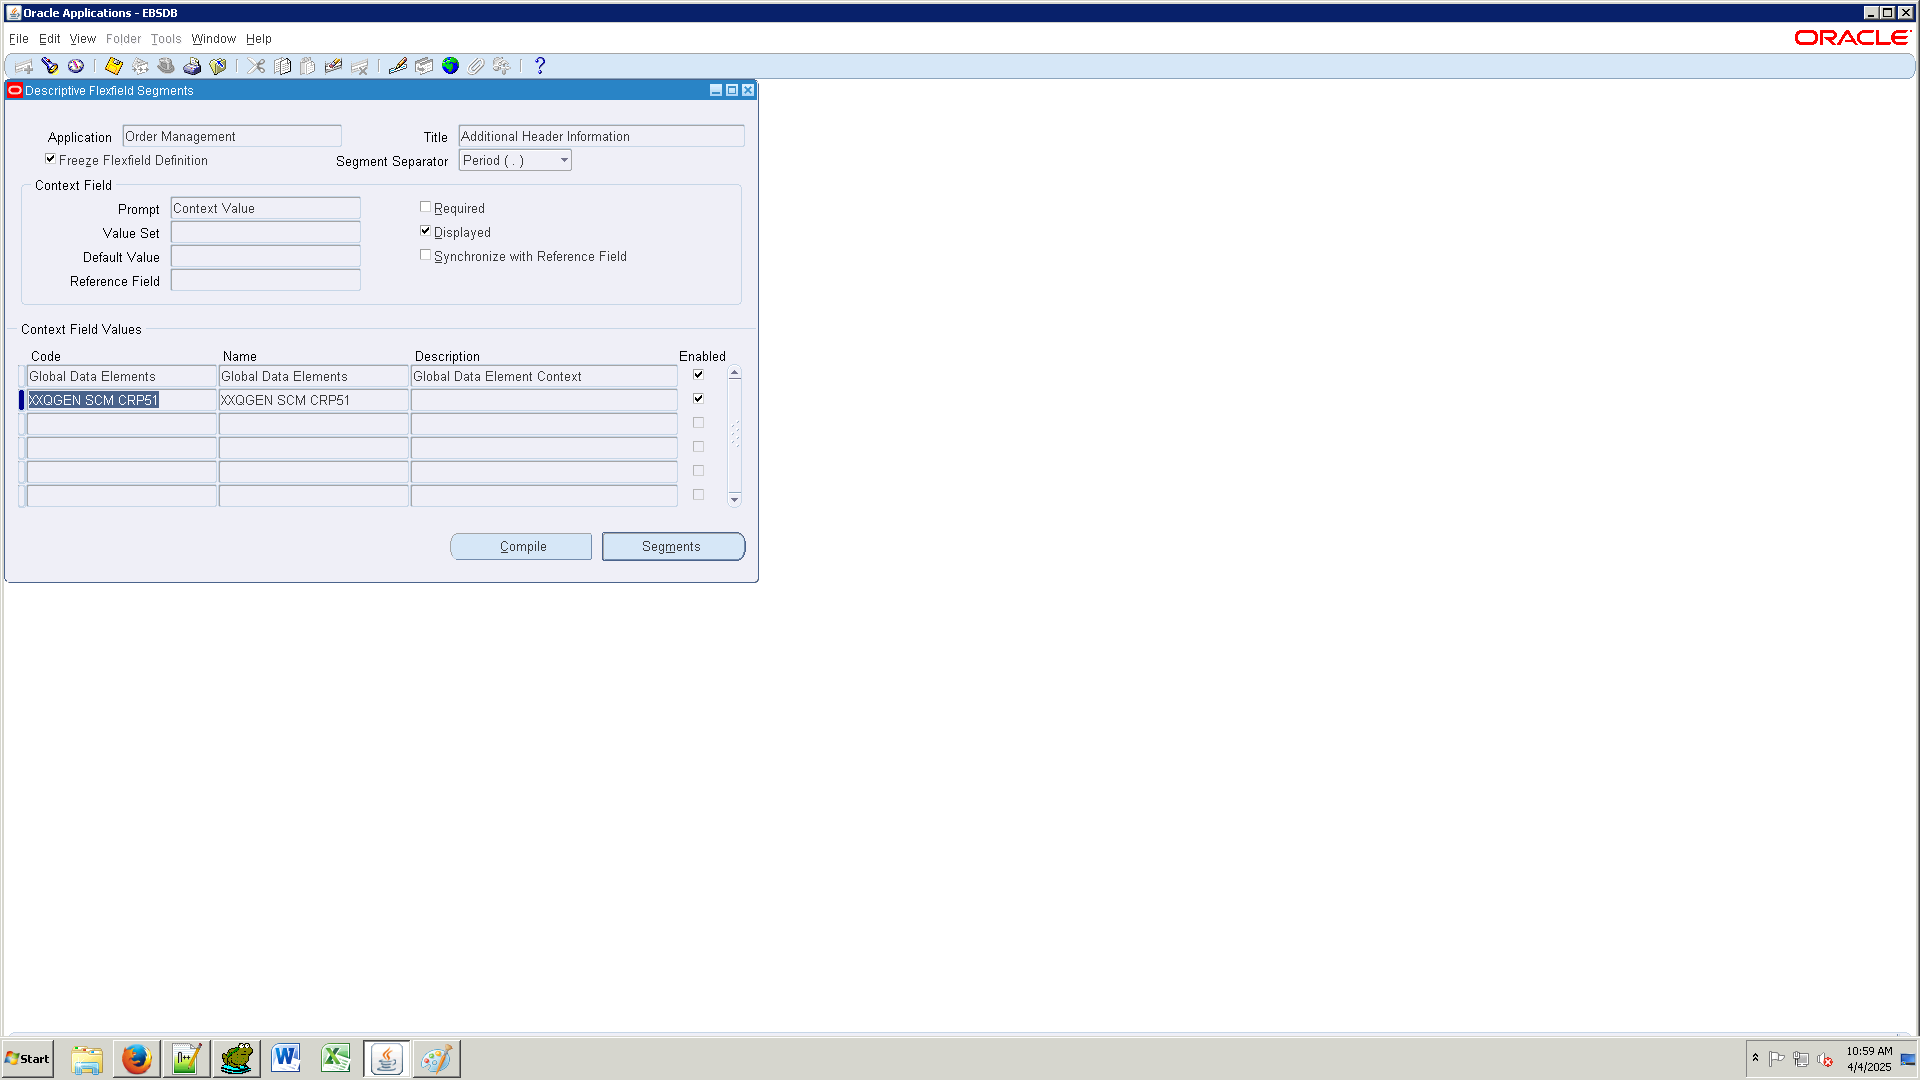 Oracle Applications - EBSDB
File Edit View Folder Tools Window Help
ORACLE
Descriptive Flexfield Segments
Application Order Management Title Additional Header Information
Freeze Flexfield Definition Segment Separator Period ( . )
Context Field
Prompt Context Value Required
Value Set Displayed
Default Value Synchronize with Reference Field
Reference Field
Context Field Values
Code Name Description Enabled
Global Data Elements Global Data Elements Global Data Element Context
XXQGEN SCM CRP51 XXQGEN SCM CRP51
Compile Segments
Start
10:59 AM
4/4/2025